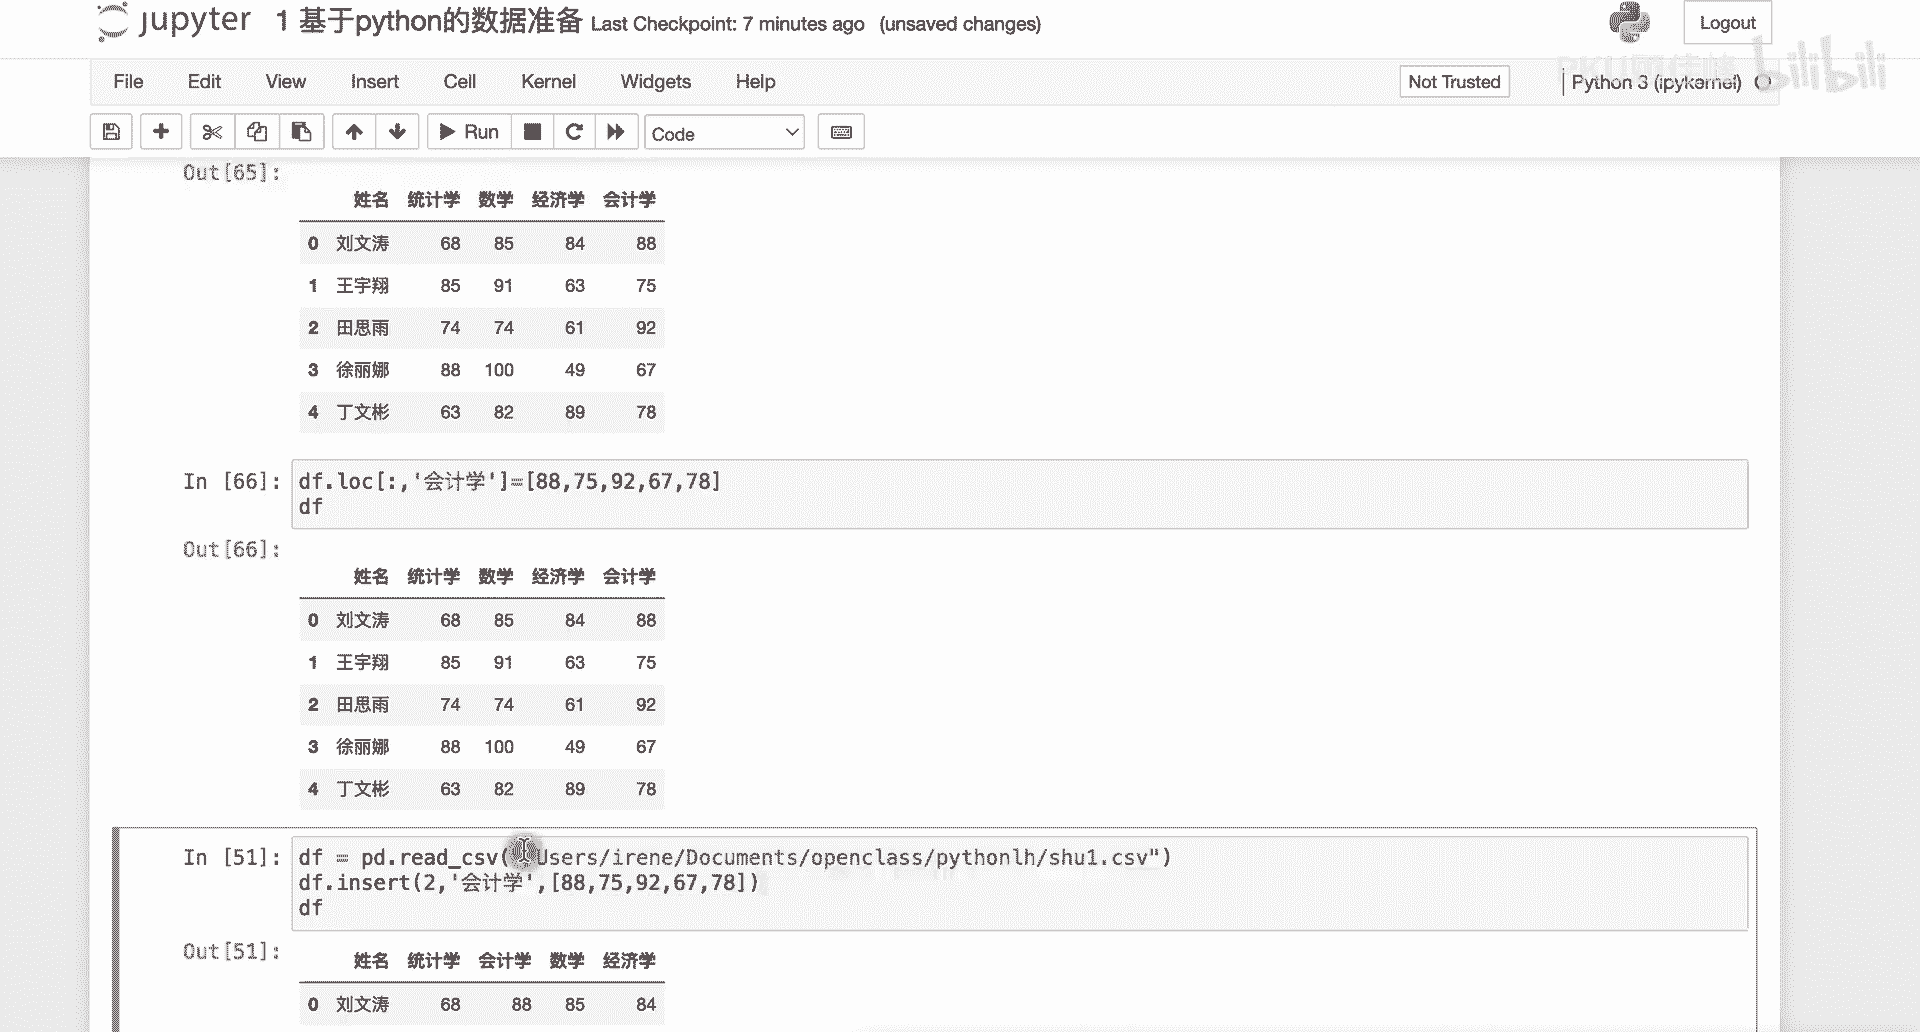 jupyter 1 基于python的数据准备 Last Checkpoint: 7 minutes ago (unsaved changes)
Logout
File Edit View Insert Cell Kernel Widgets Help
Not Trusted
Python 3 (ipykernel)
bilibili
Run
Code
Out[65]:
姓名 统计学 数学 经济学 会计学
0 刘文涛 68 85 84 88
1 王宇翔 85 91 63 75
2 田思雨 74 74 61 92
3 徐丽娜 88 100 49 67
4 丁文彬 63 82 89 78
In [66]: df.loc[:,'会计学']=[88,75,92,67,78]
df
Out[66]:
姓名 统计学 数学 经济学 会计学
0 刘文涛 68 85 84 88
1 王宇翔 85 91 63 75
2 田思雨 74 74 61 92
3 徐丽娜 88 100 49 67
4 丁文彬 63 82 89 78
In [51]: df = pd.read_csv( Users/irene/Documents/openclass/pythonlh/shu1.csv")
df.insert(2,'会计学',[88,75,92,67,78])
df
Out[51]:
姓名 统计学 会计学 数学 经济学
0 刘文涛 68 88 85 84